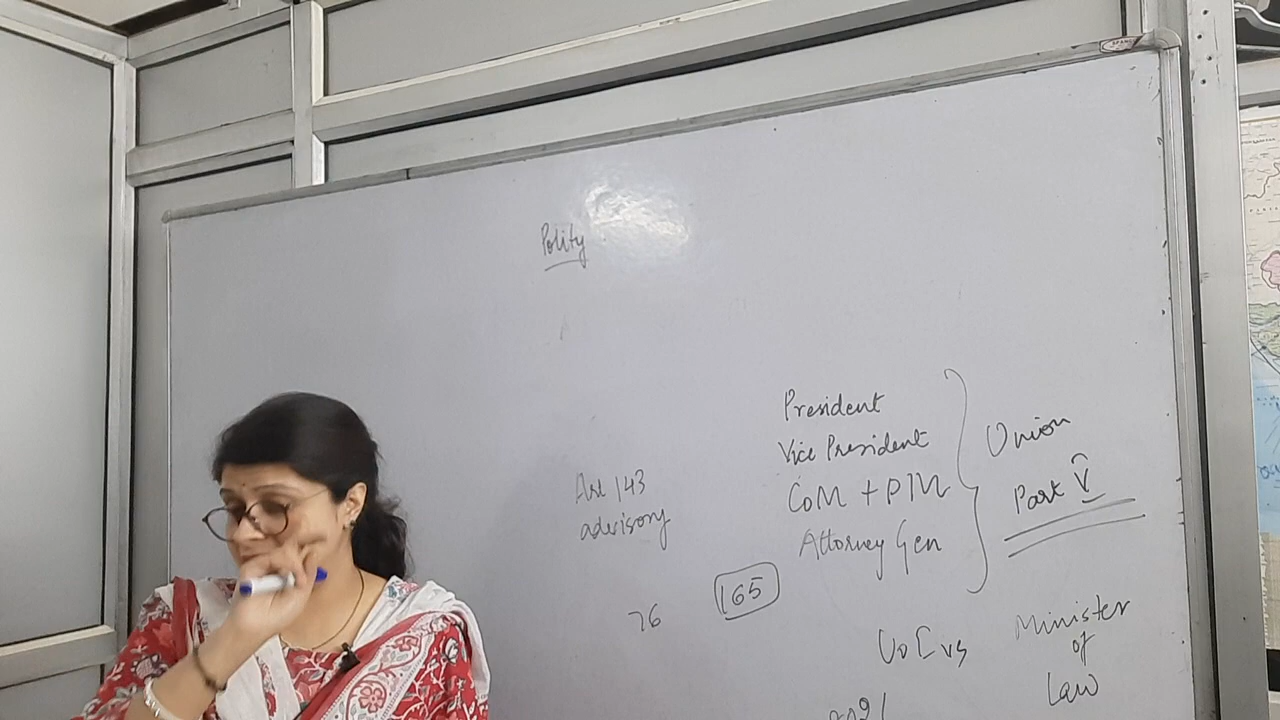 Polity
President
Vice President
CoM + PM
Attorney Gen
Union
Part V
Art 143
advisory
76
165
UoI vs
Minister
of
Law